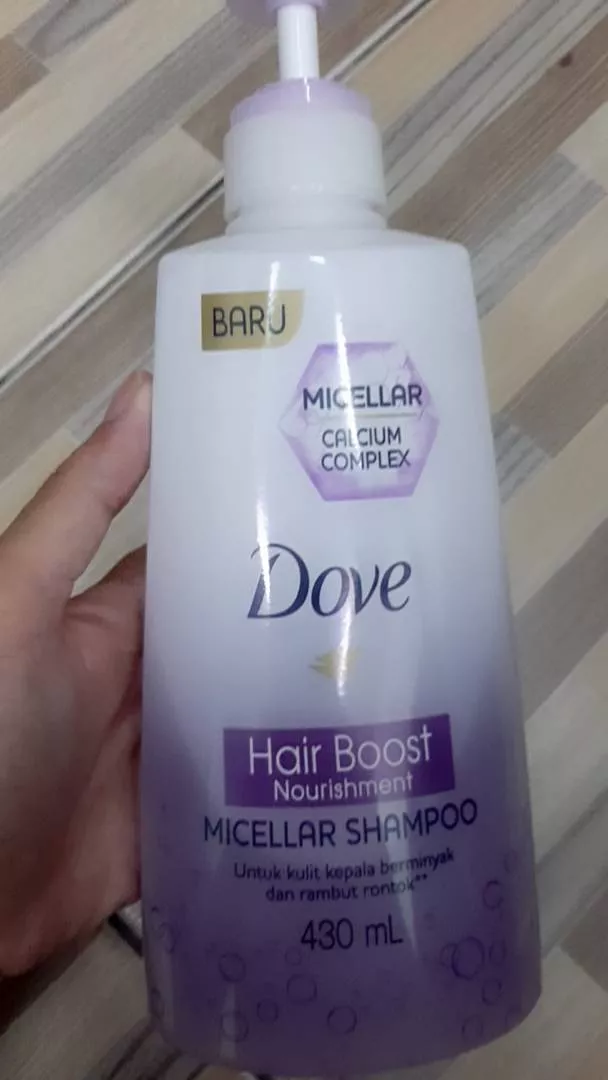 BARU
MICELLAR
CALCIUM
COMPLEX
Dove
Hair Boost
Nourishment
MICELLAR SHAMPOO
Untuk kulit kepala berminyak
dan rambut rontok**
430 mL